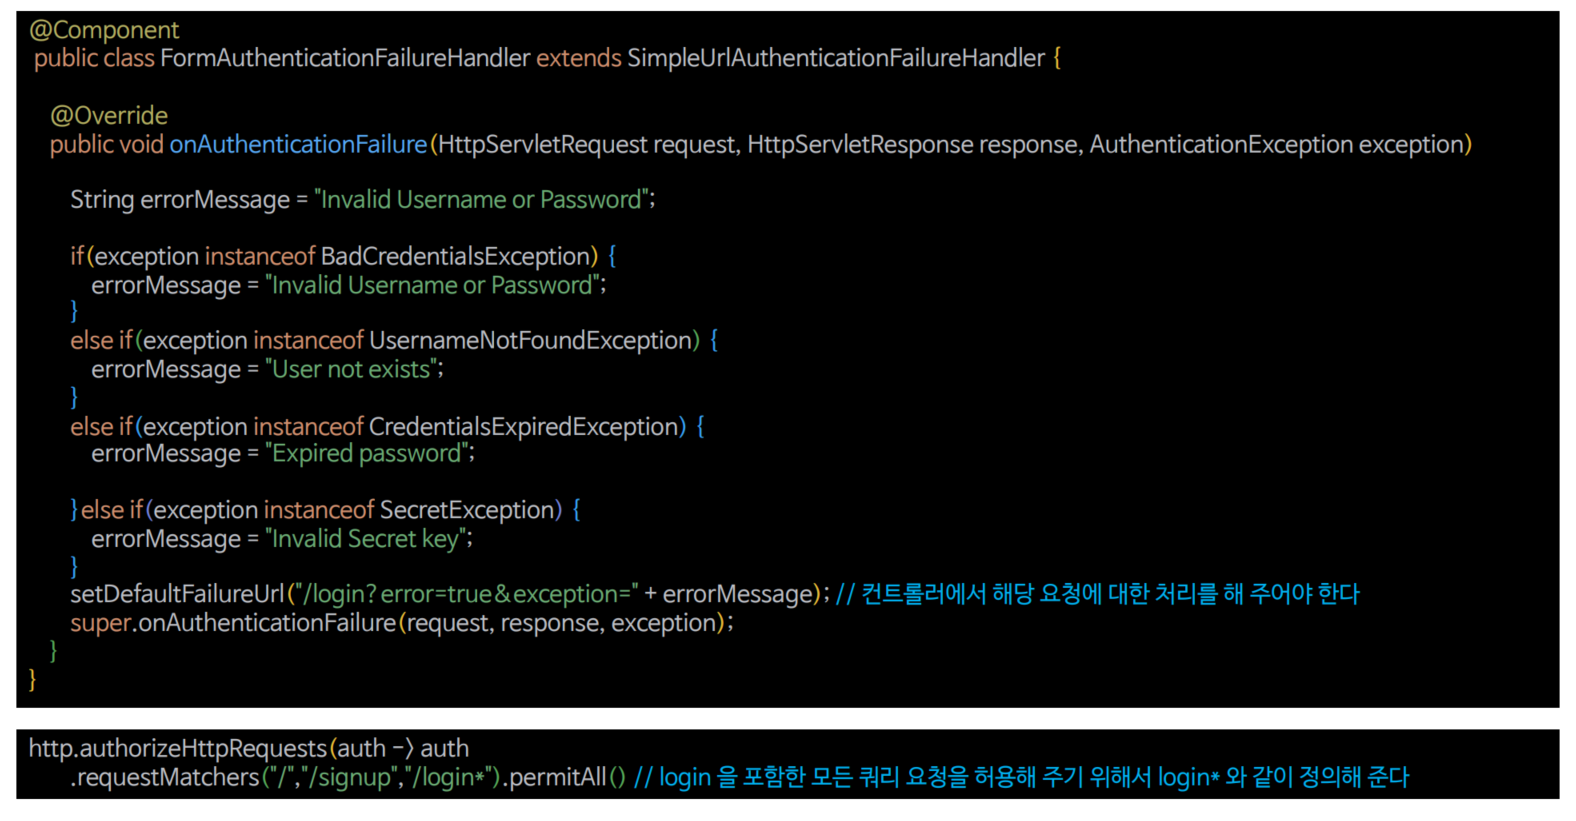 @Component
public class FormAuthenticationFailureHandler extends SimpleUrlAuthenticationFailureHandler {
@Override
public void onAuthenticationFailure(HttpServletRequest request, HttpServletResponse response, AuthenticationException exception)
String errorMessage = "Invalid Username or Password";
if(exception instanceof BadCredentialsException) {
errorMessage = "Invalid Username or Password";
}
else if(exception instanceof UsernameNotFoundException) {
errorMessage = "User not exists";
}
else if(exception instanceof CredentialsExpiredException) {
errorMessage = "Expired password";
}else if(exception instanceof SecretException) {
errorMessage = "Invalid Secret key";
}
setDefaultFailureUrl("/login?error=true&exception=" + errorMessage); // 컨트롤러에서 해당 요청에 대한 처리를 해 주어야 한다
super.onAuthenticationFailure(request, response, exception);
}
}
http.authorizeHttpRequests(auth -> auth
.requestMatchers("/","/signup","/login*").permitAll() // login 을 포함한 모든 쿼리 요청을 허용해 주기 위해서 login* 와 같이 정의해 준다